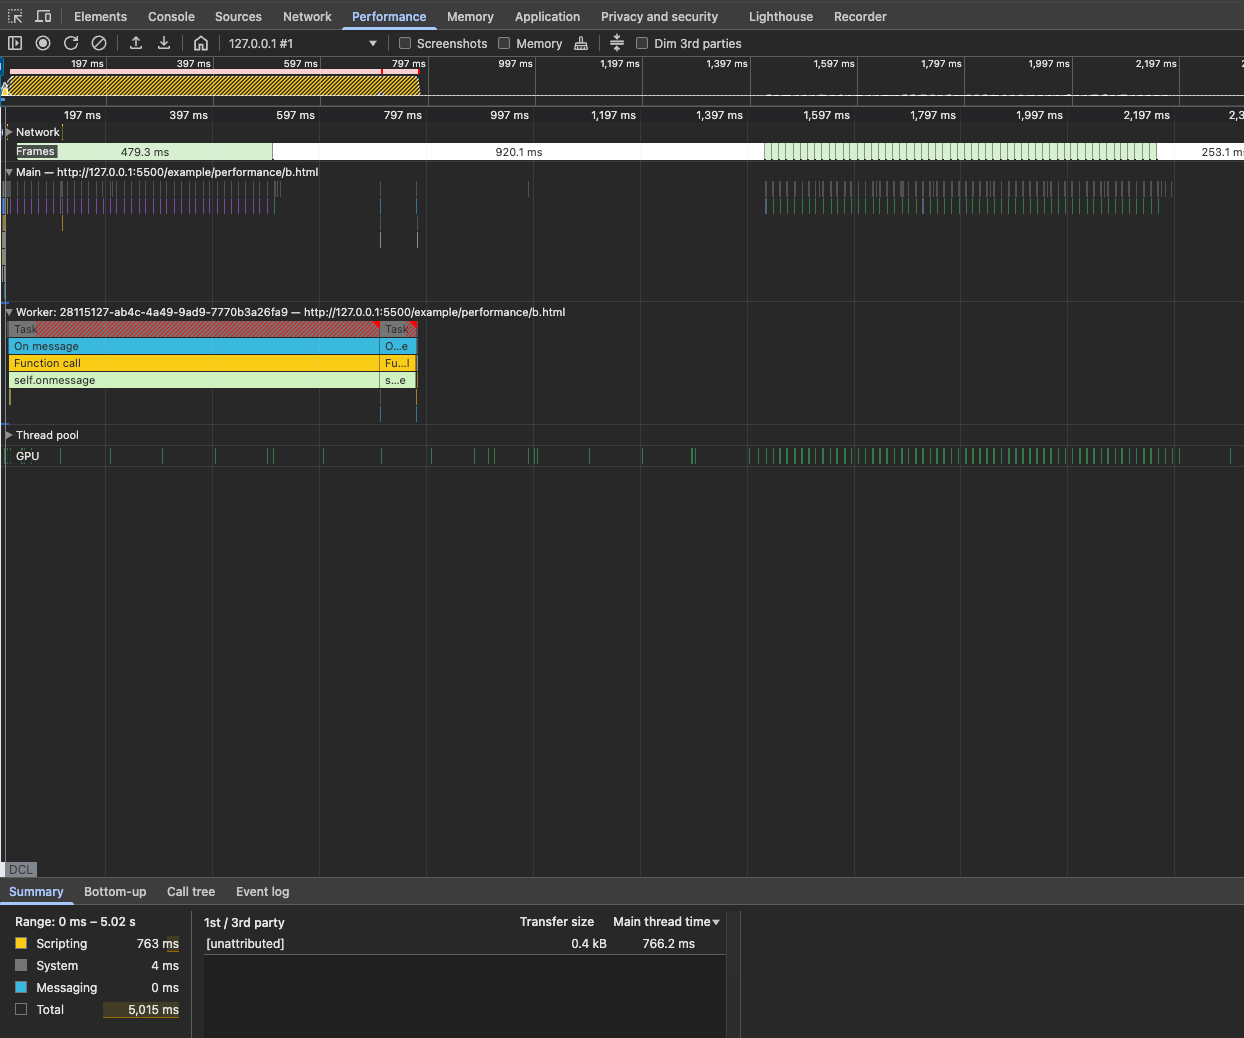 Elements Console Sources Network Performance Memory Application Privacy and security Lighthouse Recorder
127.0.0.1 #1 Screenshots Memory Dim 3rd parties
197 ms 397 ms 597 ms 797 ms 997 ms 1,197 ms 1,397 ms 1,597 ms 1,797 ms 1,997 ms 2,197 ms
197 ms 397 ms 597 ms 797 ms 997 ms 1,197 ms 1,397 ms 1,597 ms 1,797 ms 1,997 ms 2,197 ms 2,3
Network
Frames 479.3 ms 920.1 ms 253.1 ms
Main — http://127.0.0.1:5500/example/performance/b.html
Worker: 28115127-ab4c-4a49-9ad9-7770b3a26fa9 — http://127.0.0.1:5500/example/performance/b.html
Task Task
On message O...e
Function call Fu...l
self.onmessage s...e
Thread pool
GPU
DCL
Summary Bottom-up Call tree Event log
Range: 0 ms – 5.02 s
Scripting 763 ms
System 4 ms
Messaging 0 ms
Total 5,015 ms
1st / 3rd party Transfer size Main thread time
[unattributed] 0.4 kB 766.2 ms